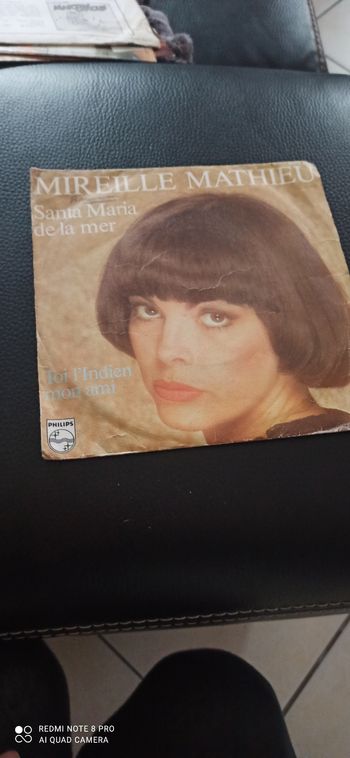 MIREILLE MATHIEU
Santa Maria
de la mer
Toi l'Indien
mon ami
PHILIPS
REDMI NOTE 8 PRO
AI QUAD CAMERA